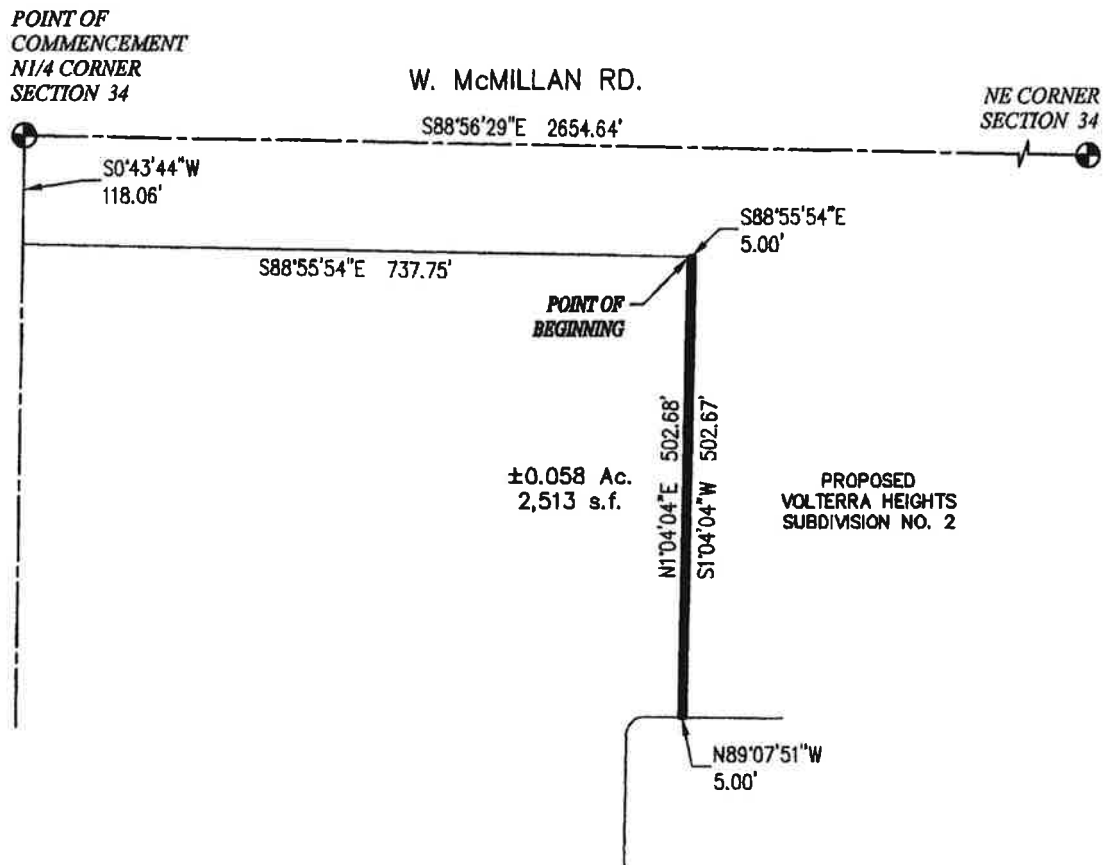 POINT OF
COMMENCEMENT
N1/4 CORNER
SECTION 34
W. McMILLAN RD.
NE CORNER
SECTION 34
S88°56'29"E 2654.64'
S0°43'44"W
118.06'
S88°55'54"E
5.00'
S88°55'54"E 737.75'
POINT OF
BEGINNING
N1°04'04"E 502.68'
S1°04'04"W 502.67'
±0.058 Ac.
2,513 s.f.
PROPOSED
VOLTERRA HEIGHTS
SUBDIVISION NO. 2
N89°07'51"W
5.00'